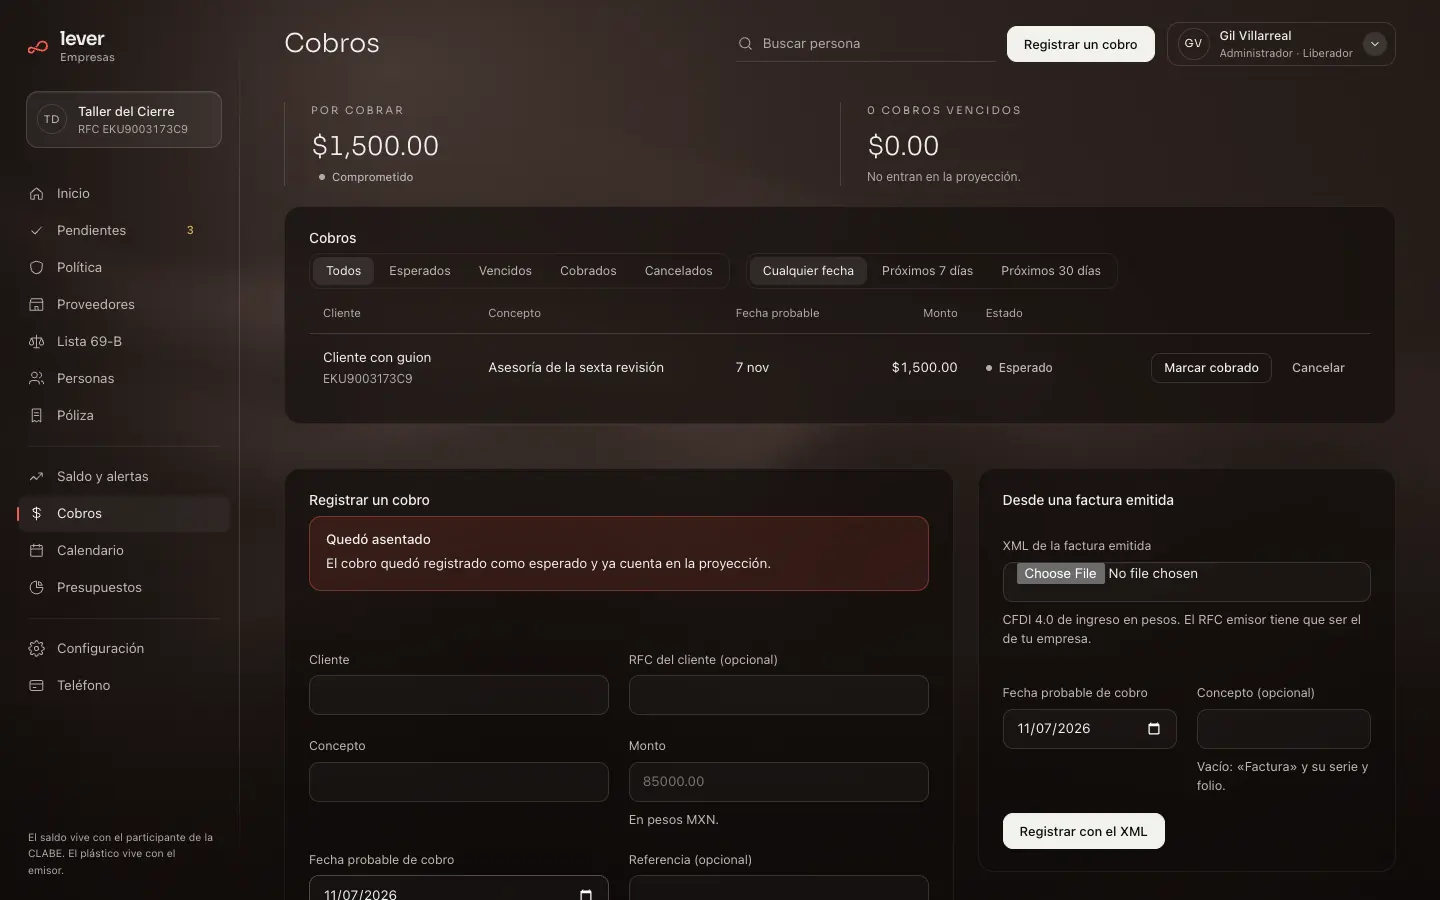 lever
Empresas
TD
Taller del Cierre
RFC EKU9003173C9
Inicio
Pendientes 3
Política
Proveedores
Lista 69-B
Personas
Póliza
Saldo y alertas
Cobros
Calendario
Presupuestos
Configuración
Teléfono
El saldo vive con el participante de la
CLABE. El plástico vive con el
emisor.
Cobros
Buscar persona
Registrar un cobro
GV
Gil Villarreal
Administrador · Liberador
POR COBRAR
$1,500.00
Comprometido
0 COBROS VENCIDOS
$0.00
No entran en la proyección.
Cobros
Todos Esperados Vencidos Cobrados Cancelados Cualquier fecha Próximos 7 días Próximos 30 días
Cliente Concepto Fecha probable Monto Estado
Cliente con guion
EKU9003173C9
Asesoría de la sexta revisión 7 nov $1,500.00 Esperado Marcar cobrado Cancelar
Registrar un cobro
Quedó asentado
El cobro quedó registrado como esperado y ya cuenta en la proyección.
Cliente RFC del cliente (opcional)
Concepto Monto
85000.00
En pesos MXN.
Fecha probable de cobro Referencia (opcional)
11/07/2026
Desde una factura emitida
XML de la factura emitida
Choose File No file chosen
CFDI 4.0 de ingreso en pesos. El RFC emisor tiene que ser el
de tu empresa.
Fecha probable de cobro Concepto (opcional)
11/07/2026
Vacío: «Factura» y su serie y
folio.
Registrar con el XML